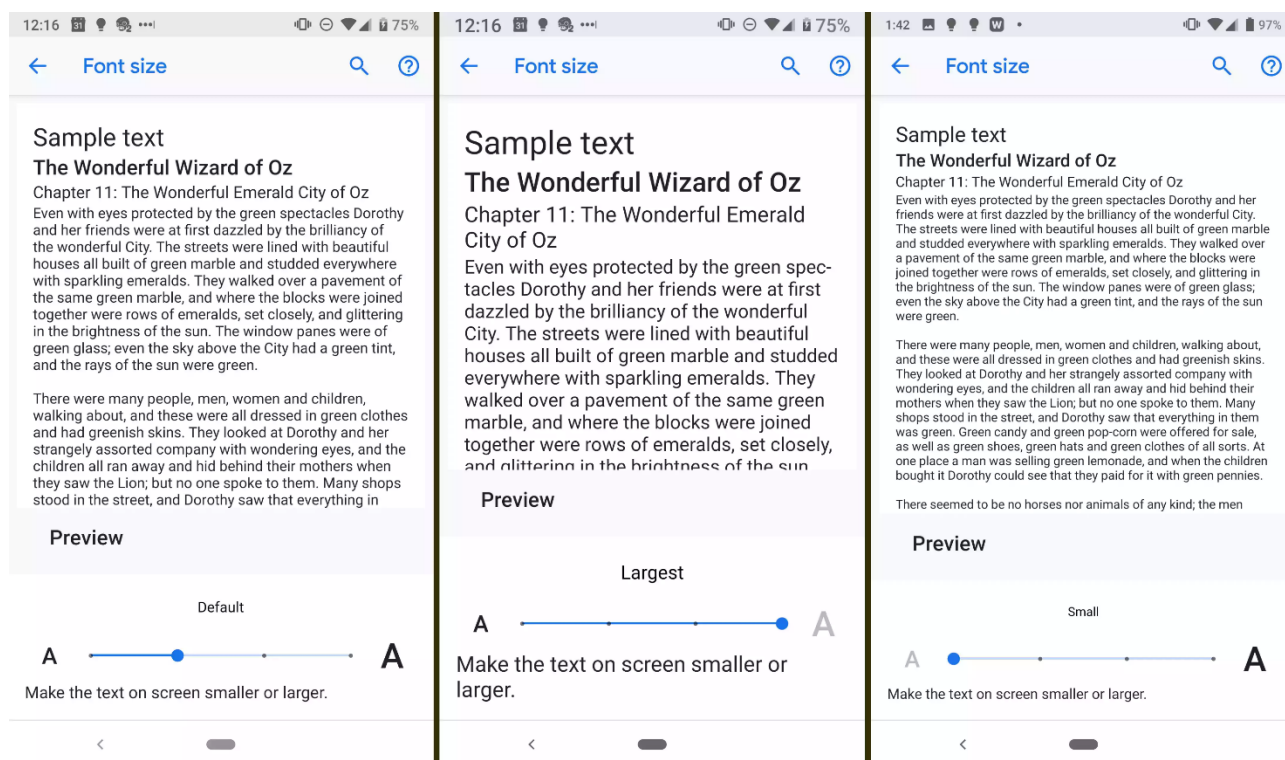 12:16 31 75%
Font size
Sample text
The Wonderful Wizard of Oz
Chapter 11: The Wonderful Emerald City of Oz
Even with eyes protected by the green spectacles Dorothy
and her friends were at first dazzled by the brilliancy of
the wonderful City. The streets were lined with beautiful
houses all built of green marble and studded everywhere
with sparkling emeralds. They walked over a pavement of
the same green marble, and where the blocks were joined
together were rows of emeralds, set closely, and glittering
in the brightness of the sun. The window panes were of
green glass; even the sky above the City had a green tint,
and the rays of the sun were green.
There were many people, men, women and children,
walking about, and these were all dressed in green clothes
and had greenish skins. They looked at Dorothy and her
strangely assorted company with wondering eyes, and the
children all ran away and hid behind their mothers when
they saw the Lion; but no one spoke to them. Many shops
stood in the street, and Dorothy saw that everything in
Preview
Default
A A
Make the text on screen smaller or larger.
12:16 31 75%
Font size
Sample text
The Wonderful Wizard of Oz
Chapter 11: The Wonderful Emerald
City of Oz
Even with eyes protected by the green spec-
tacles Dorothy and her friends were at first
dazzled by the brilliancy of the wonderful
City. The streets were lined with beautiful
houses all built of green marble and studded
everywhere with sparkling emeralds. They
walked over a pavement of the same green
marble, and where the blocks were joined
together were rows of emeralds, set closely,
and glittering in the brightness of the sun
Preview
Largest
A A
Make the text on screen smaller or
larger.
1:42 W 97%
Font size
Sample text
The Wonderful Wizard of Oz
Chapter 11: The Wonderful Emerald City of Oz
Even with eyes protected by the green spectacles Dorothy and her
friends were at first dazzled by the brilliancy of the wonderful City.
The streets were lined with beautiful houses all built of green marble
and studded everywhere with sparkling emeralds. They walked over
a pavement of the same green marble, and where the blocks were
joined together were rows of emeralds, set closely, and glittering in
the brightness of the sun. The window panes were of green glass;
even the sky above the City had a green tint, and the rays of the sun
were green.
There were many people, men, women and children, walking about,
and these were all dressed in green clothes and had greenish skins.
They looked at Dorothy and her strangely assorted company with
wondering eyes, and the children all ran away and hid behind their
mothers when they saw the Lion; but no one spoke to them. Many
shops stood in the street, and Dorothy saw that everything in them
was green. Green candy and green pop-corn were offered for sale,
as well as green shoes, green hats and green clothes of all sorts. At
one place a man was selling green lemonade, and when the children
bought it Dorothy could see that they paid for it with green pennies.
There seemed to be no horses nor animals of any kind; the men
Preview
Small
A A
Make the text on screen smaller or larger.